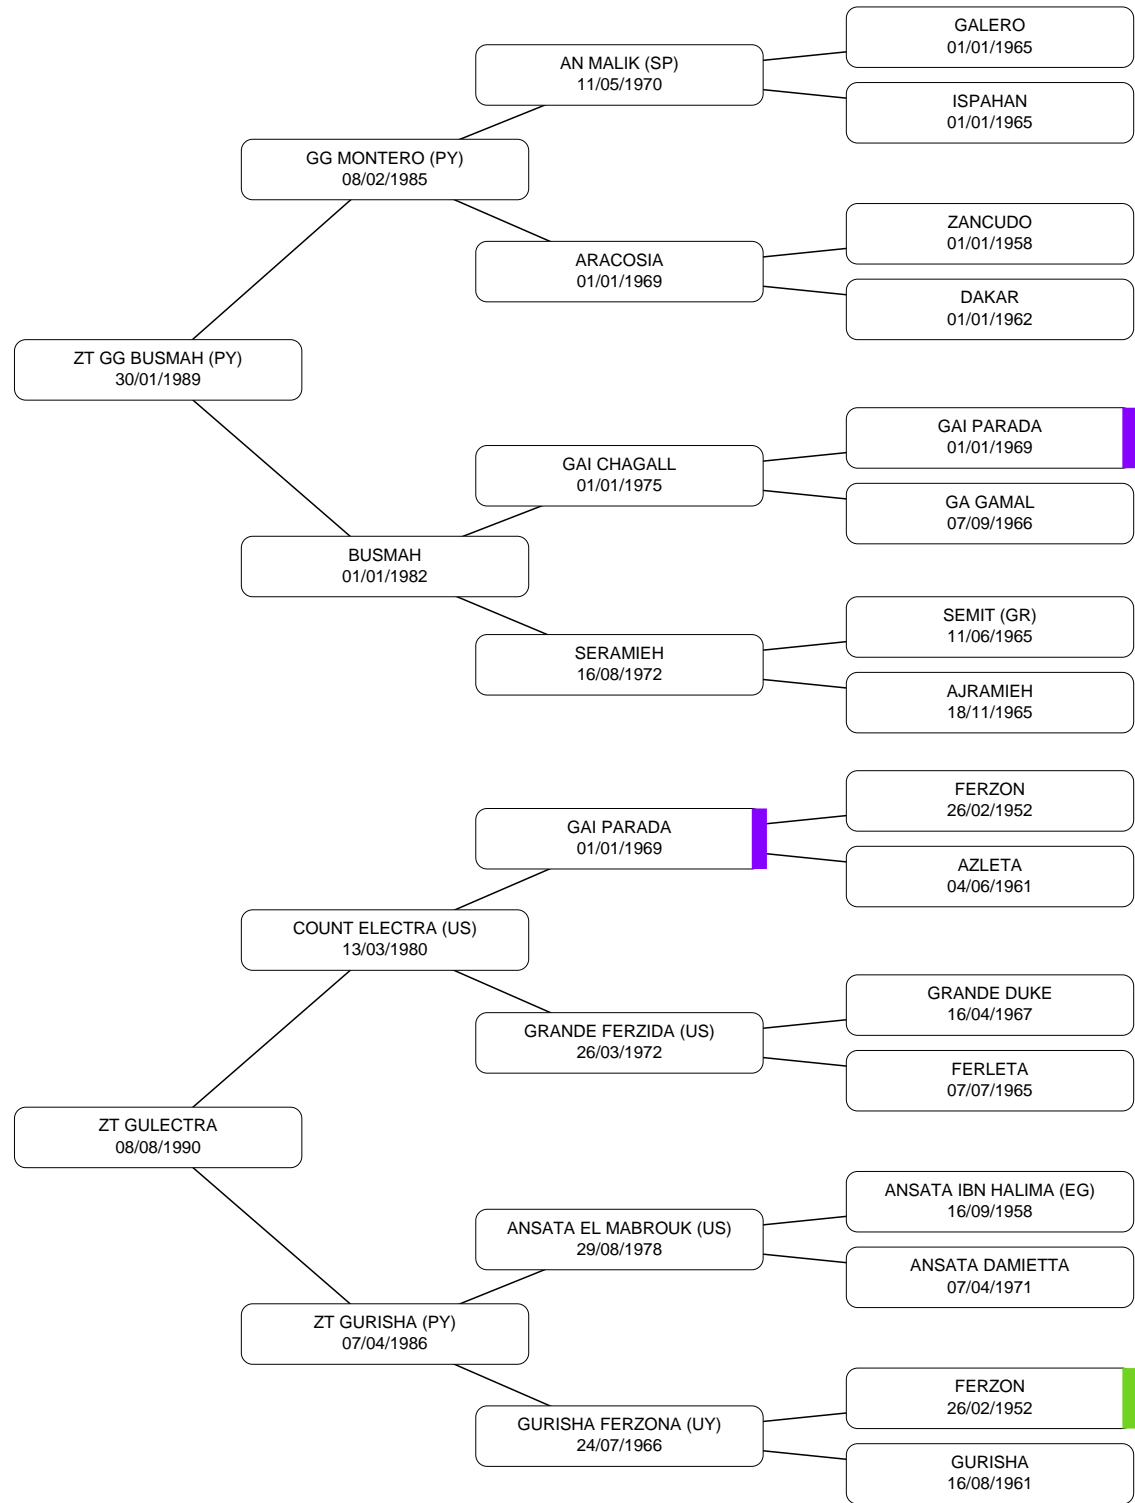 GALERO
01/01/1965
AN MALIK (SP)
11/05/1970
ISPAHAN
01/01/1965
GG MONTERO (PY)
08/02/1985
ZANCUDO
01/01/1958
ARACOSIA
01/01/1969
DAKAR
01/01/1962
ZT GG BUSMAH (PY)
30/01/1989
GAI PARADA
01/01/1969
GAI CHAGALL
01/01/1975
GA GAMAL
07/09/1966
BUSMAH
01/01/1982
SEMIT (GR)
11/06/1965
SERAMIEH
16/08/1972
AJRAMIEH
18/11/1965
FERZON
26/02/1952
GAI PARADA
01/01/1969
AZLETA
04/06/1961
COUNT ELECTRA (US)
13/03/1980
GRANDE DUKE
16/04/1967
GRANDE FERZIDA (US)
26/03/1972
FERLETA
07/07/1965
ZT GULECTRA
08/08/1990
ANSATA IBN HALIMA (EG)
16/09/1958
ANSATA EL MABROUK (US)
29/08/1978
ANSATA DAMIETTA
07/04/1971
ZT GURISHA (PY)
07/04/1986
FERZON
26/02/1952
GURISHA FERZONA (UY)
24/07/1966
GURISHA
16/08/1961